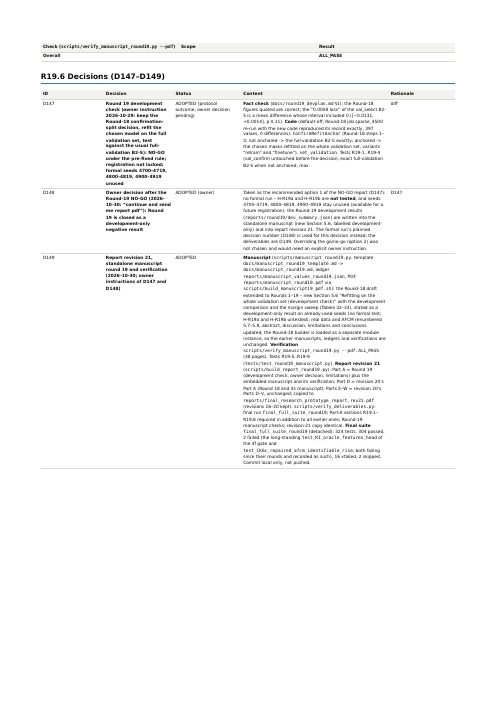 Check (scripts/verify_manuscript_round19.py --pdf) Scope Result
Overall ALL_PASS
R19.6 Decisions (D147–D149)
ID Decision Status Content Rationale
D147
Round 19 development
check (owner instruction
2026-10-29: keep the
Round-18 confirmation-
split decision, refit the
chosen model on the full
validation set, test
against the usual full-
validation B2-S): NO-GO
under the pre-fixed rule;
registration not locked;
formal seeds 4700-4719,
4800-4819, 4900-4919
unused
ADOPTED (protocol
outcome; owner decision
pending)
Fact check (docs/round19_devplan.md §1): the Round-18
figures quoted are correct; the "0.0058 loss" of the val_select B2-
S is a mean difference whose interval included 0 ([−0.0131,
+0.0014], p 0.11). Code (default-off; Round-18 job sparse_4500
re-run with the new code reproduced its record exactly, 397
values, 0 differences): ConfirmRefitAnchor: Round-18 steps 1–
2; not anchored -> the full-validation B2-S exactly; anchored ->
the chosen masks refitted on the whole validation set, variants
"retrain" and "finetune"; set_validation. Tests R19-1..R19-4
(val_confirm untouched before the decision; exact full-validation
B2-S when not anchored; max
diff
D148
Owner decision after the
Round-19 NO-GO (2026-
10-30: "continue and send
me report pdf"): Round
19 is closed as a
development-only
negative result
ADOPTED (owner)
Taken as the recommended option 1 of the NO-GO report (D147):
no formal run – H-R19a and H-R19b are not tested, and seeds
4700–4719, 4800–4819, 4900–4919 stay unused (available for a
future registration); the Round-19 development results
(reports/round19/dev_summary.json) are written into the
standalone manuscript (new Section 5.6, labelled development-
only) and into report revision 21. The formal run's planned
decision number (D148) is used for this decision instead; the
deliverables are D149. Overriding the game-go (option 2) was
not chosen and would need an explicit owner instruction.
D147
D149
Report revision 21,
standalone manuscript
round 19 and verification
(2026-10-30; owner
instructions of D147 and
D148)
ADOPTED
Manuscript (scripts/manuscript_round19.py, template
docs/manuscript_round19_template.md ->
docs/manuscript_round19.md, ledger
reports/manuscript_values_round19.json, PDF
reports/manuscript_round19.pdf via
scripts/build_manuscript19_pdf.sh): the Round-18 draft
extended to Rounds 1–19 – new Section 5.6 "Refitting on the
whole validation set (development check)" with the development
comparison and the margin sweep (Tables 32–33), stated as a
development-only result on already-used seeds (no formal test;
H-R19a and H-R19b untested); real data and AFCM renumbered
5.7–5.8; abstract, discussion, limitations and conclusions
updated; the Round-18 builder is loaded as a separate module
instance, so the earlier manuscripts, ledgers and verifications are
unchanged. Verification
scripts/verify_manuscript_round19.py --pdf: ALL_PASS
(38 pages). Tests R19-5..R19-9
(tests/test_round19_manuscript.py). Report revision 21
(scripts/build_report_round19.py): Part A = Round 19
(development check, owner decision, limitations) plus the
embedded manuscript and its verification; Part D = revision 20's
Part A (Round 18 and its manuscript); Parts E–W = revision 20's
Parts D–V, unchanged; copied to
reports/final_research_prototype_report_rev21.pdf
(revisions 16–20 kept). scripts/verify_deliverables.py:
final run final_full_suite_round19; Part-A sections R19.1–
R19.8 required in addition to all earlier ones; Round-19
manuscript checks; revision-21 copy identical. Final suite
final_full_suite_round19 (detached): 324 tests, 304 passed,
2 failed (the long-standing test_R1_oracle_features_head of
the df gate and
test_CK6c_repaired_afcm_identifiable_rise, both failing
since their rounds and recorded as such), 16 xfailed, 2 skipped.
Commit local only, not pushed.